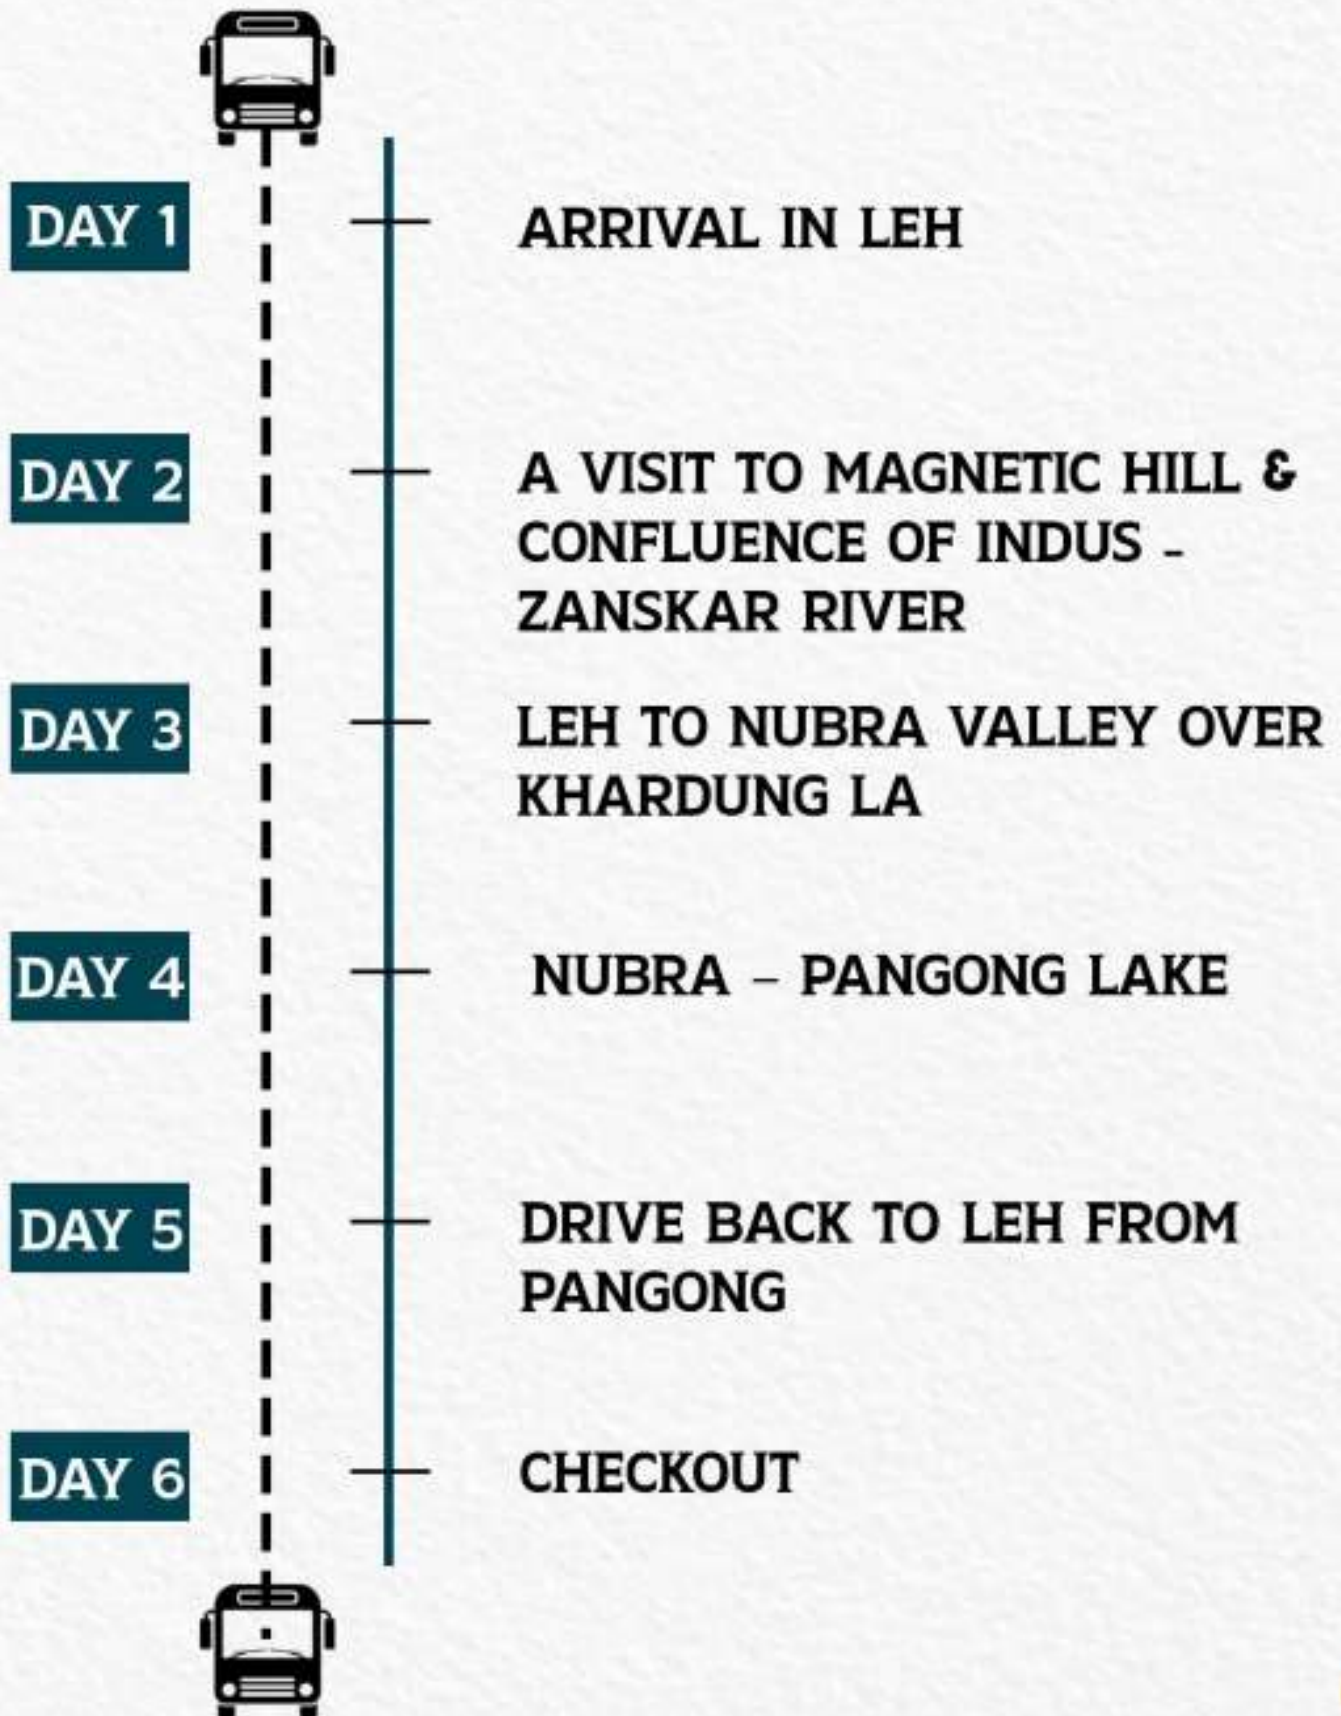 DAY 1
ARRIVAL IN LEH
DAY 2
A VISIT TO MAGNETIC HILL &
CONFLUENCE OF INDUS -
ZANSKAR RIVER
DAY 3
LEH TO NUBRA VALLEY OVER
KHARDUNG LA
DAY 4
NUBRA – PANGONG LAKE
DAY 5
DRIVE BACK TO LEH FROM
PANGONG
DAY 6
CHECKOUT